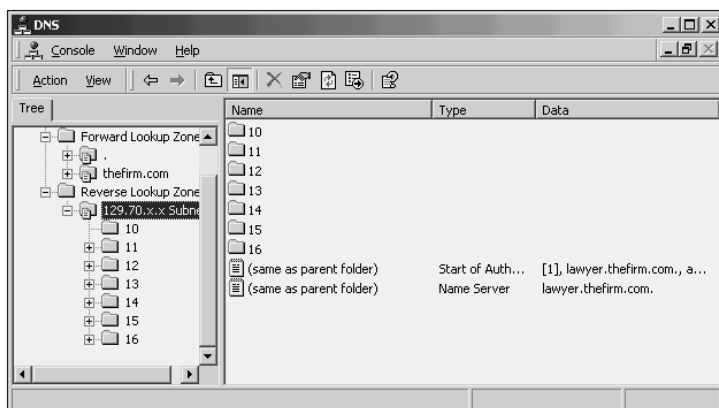 DNS
Console Window Help
Action View
Tree
Name Type Data
Forward Lookup Zone
.
thefirm.com
Reverse Lookup Zone
129.70.x.x Subne
10
11
12
13
14
15
16
10
11
12
13
14
15
16
(same as parent folder) Start of Auth... [1], lawyer.thefirm.com., a...
(same as parent folder) Name Server lawyer.thefirm.com.